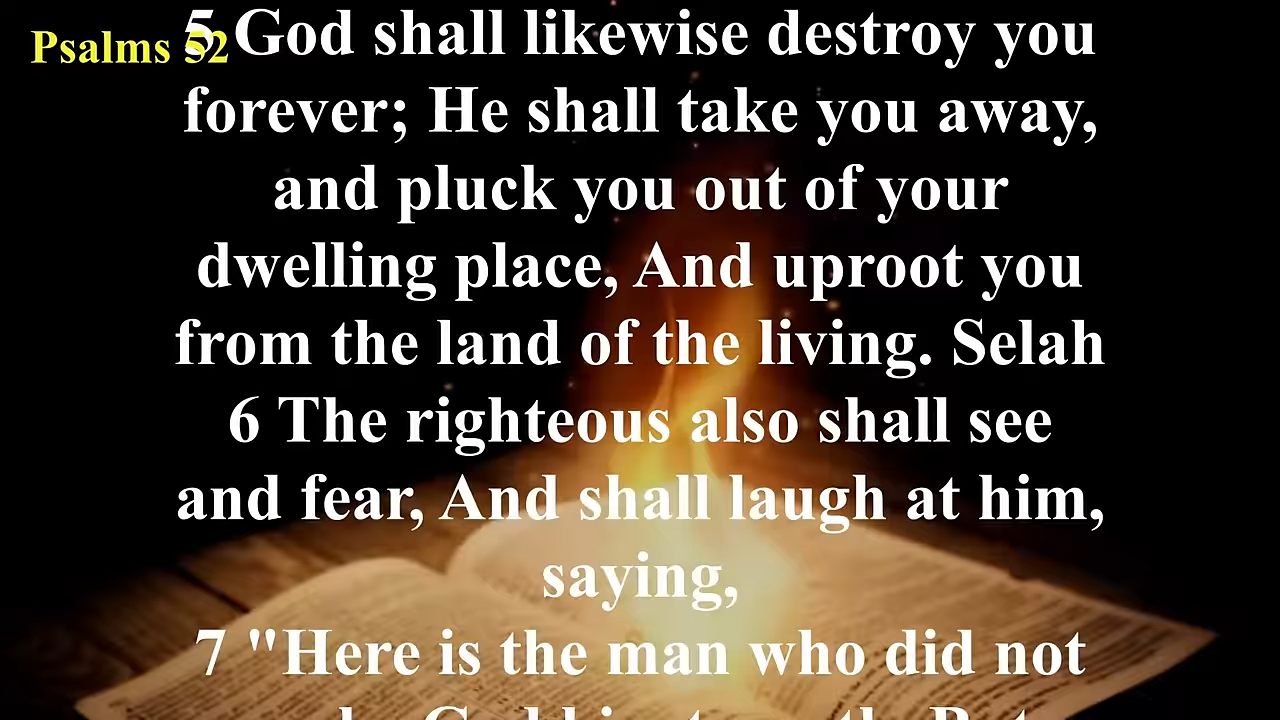 Psalms 52
5 God shall likewise destroy you
forever; He shall take you away,
and pluck you out of your
dwelling place, And uproot you
from the land of the living. Selah
6 The righteous also shall see
and fear, And shall laugh at him,
saying,
7 "Here is the man who did not